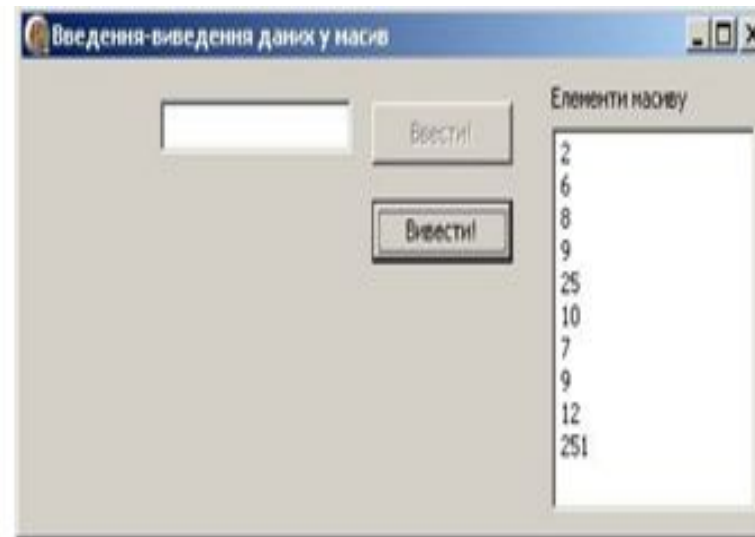 Введення-виведення даних у масив
Ввести!
Вивести!
Елементи масиву
2
6
8
9
25
10
7
9
12
251